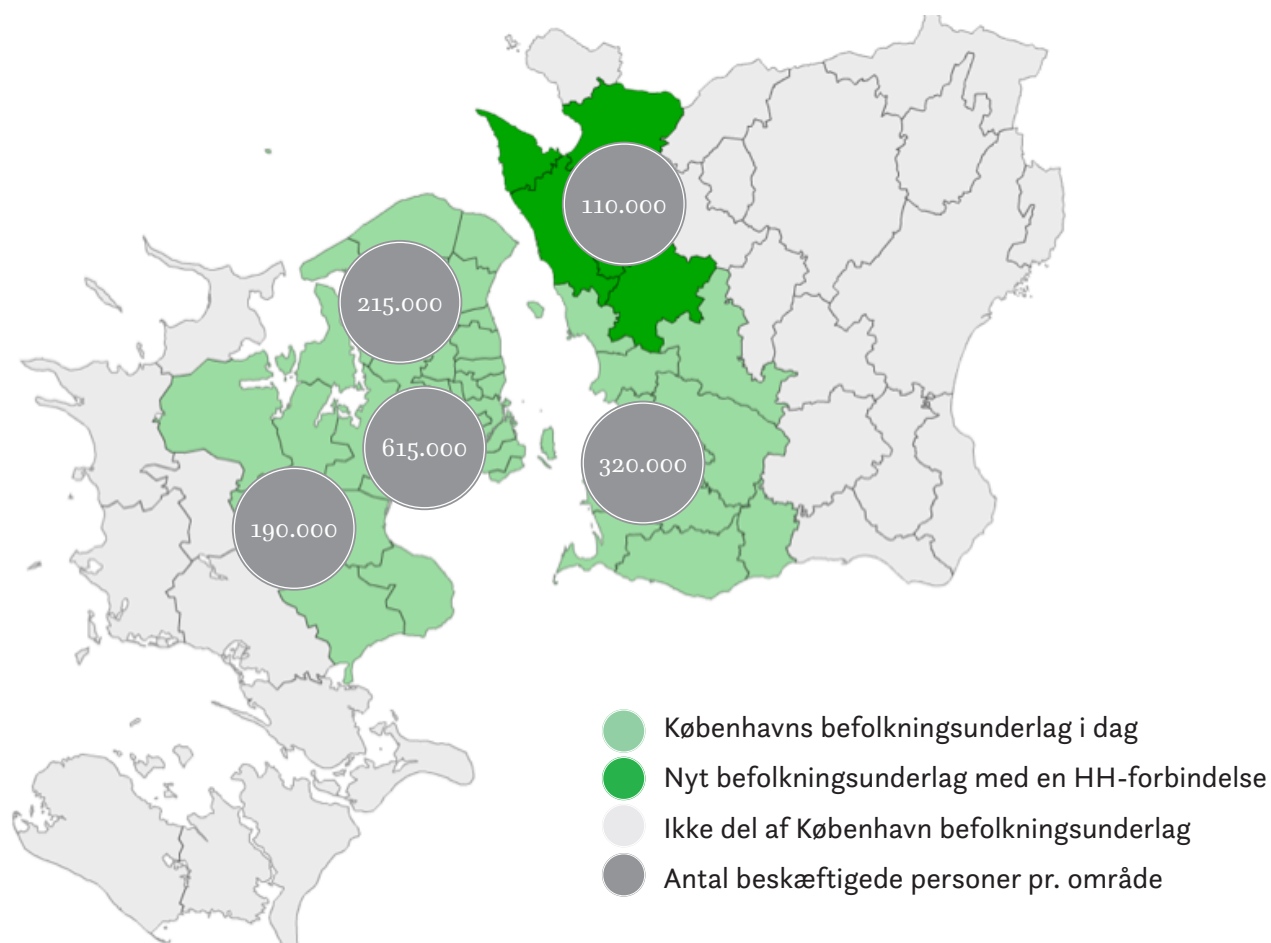 110.000
215.000
615.000
320.000
190.000
Københavns befolkningsunderlag i dag
Nyt befolkningsunderlag med en HH-forbindelse
Ikke del af København befolkningsunderlag
Antal beskæftigede personer pr. område